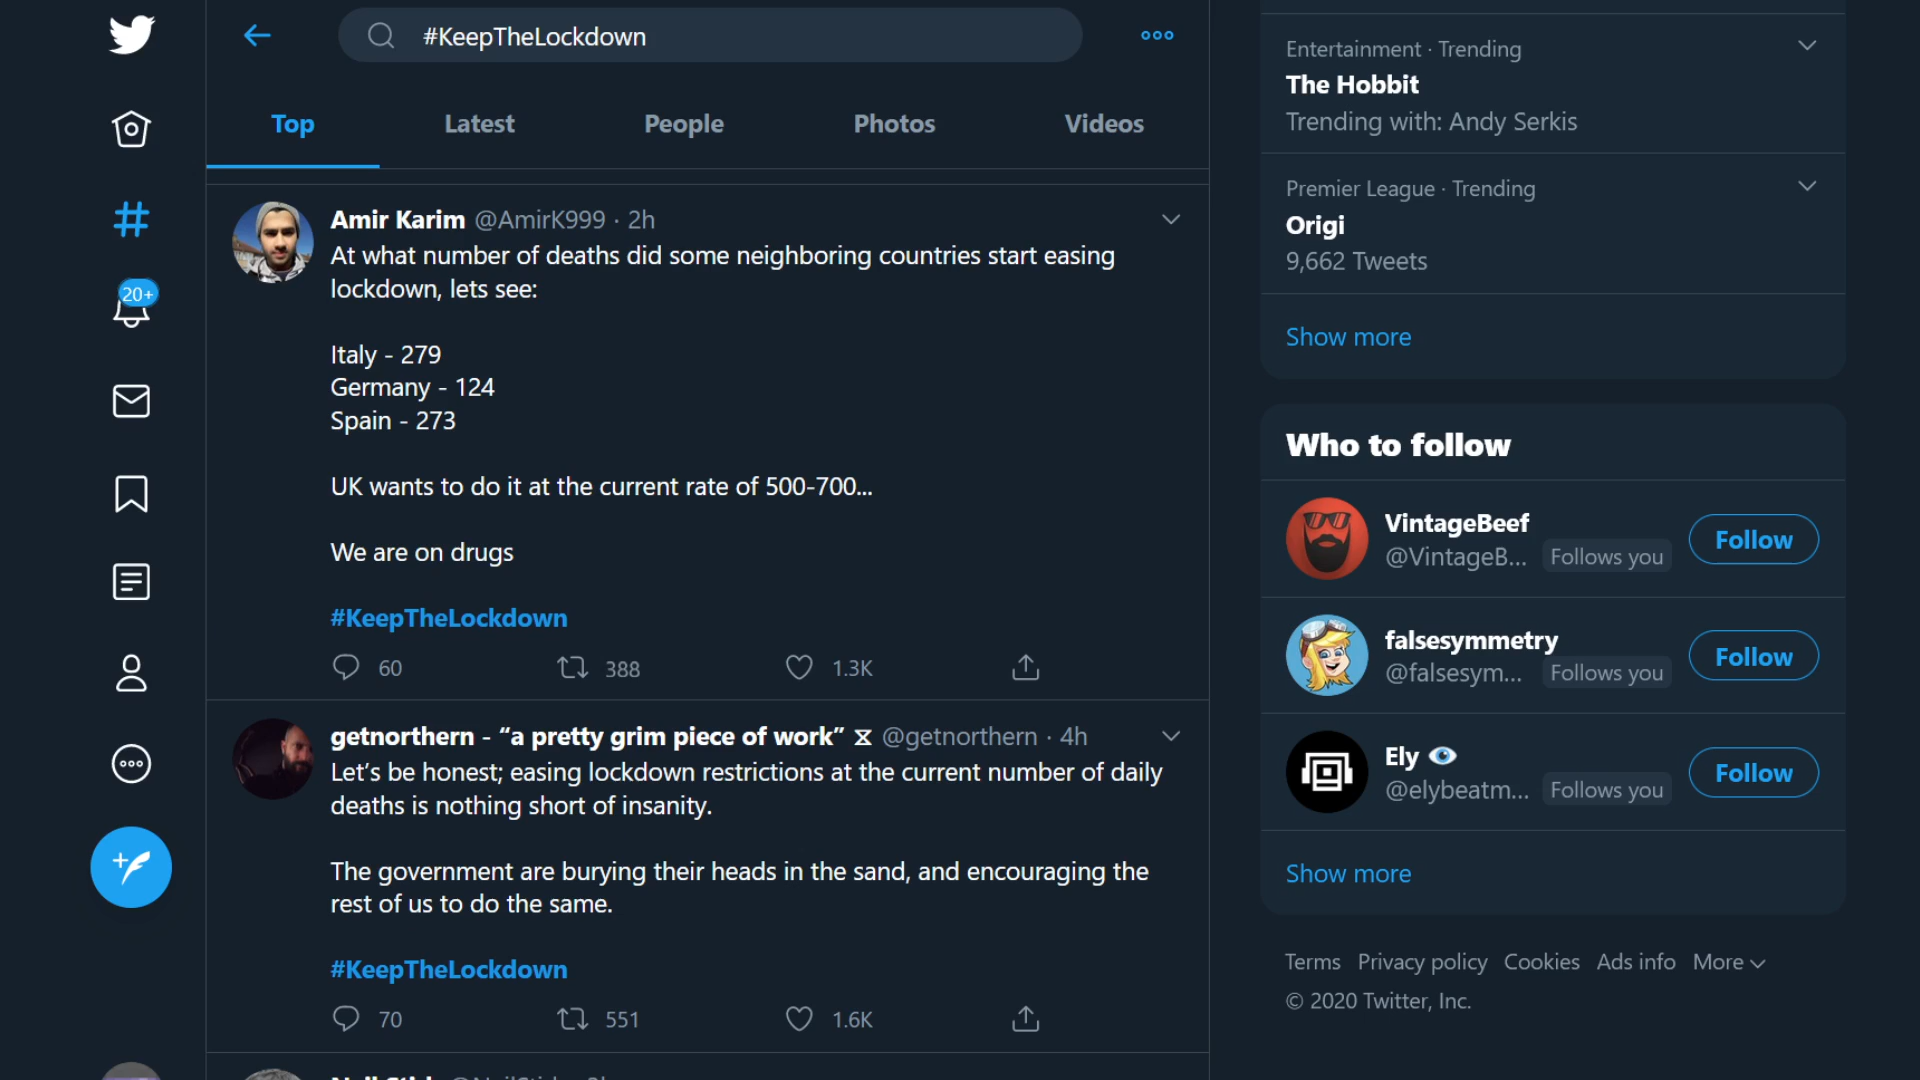 #KeepTheLockdown
Top
Latest
People
Photos
Videos
Amir Karim @AmirK999 · 2h
At what number of deaths did some neighboring countries start easing
lockdown, lets see:
Italy - 279
Germany - 124
Spain - 273
UK wants to do it at the current rate of 500-700...
We are on drugs
#KeepTheLockdown
60
388
1.3K
getnorthern - “a pretty grim piece of work” @getnorthern · 4h
Let’s be honest; easing lockdown restrictions at the current number of daily
deaths is nothing short of insanity.
The government are burying their heads in the sand, and encouraging the
rest of us to do the same.
#KeepTheLockdown
70
551
1.6K
20+
Entertainment · Trending
The Hobbit
Trending with: Andy Serkis
Premier League · Trending
Origi
9,662 Tweets
Show more
Who to follow
VintageBeef
@VintageB... Follows you
Follow
falsesymmetry
@falsesym... Follows you
Follow
Ely
@elybeatm... Follows you
Follow
Show more
Terms Privacy policy Cookies Ads info More
© 2020 Twitter, Inc.